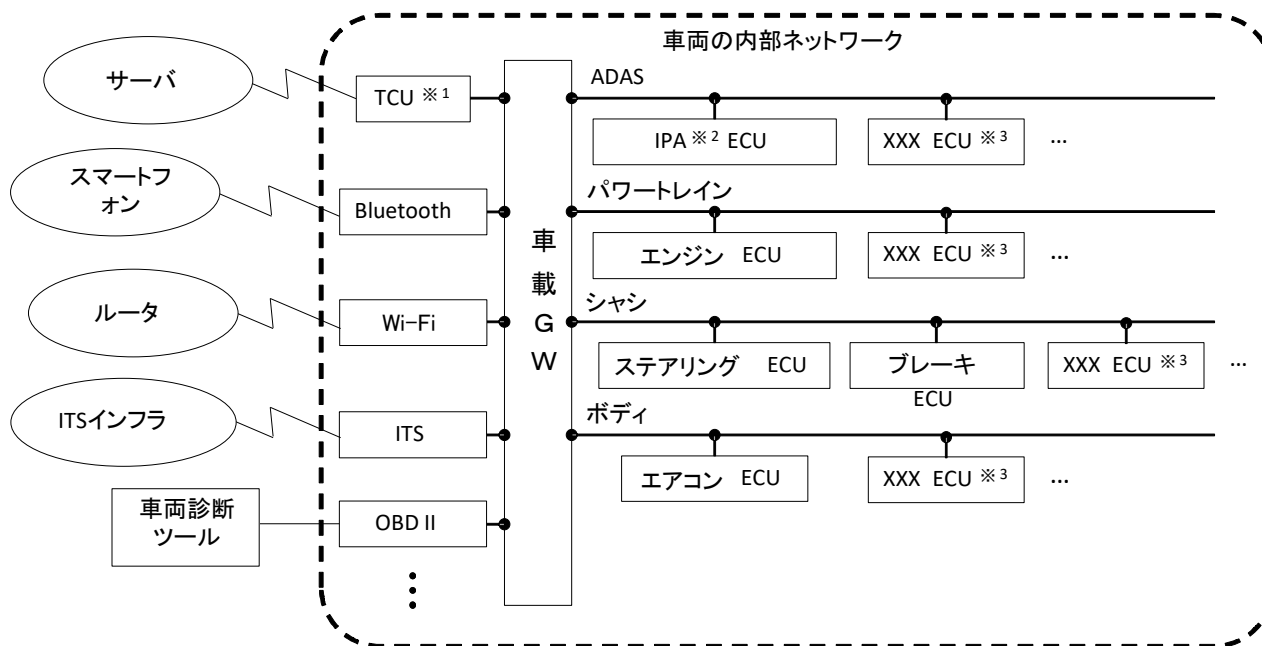 車両の内部ネットワーク
サーバ
TCU ※1
ADAS
IPA ※2 ECU
XXX ECU ※3
...
スマートフ
ォン
Bluetooth
パワートレイン
エンジン ECU
XXX ECU ※3
...
車
載
G
W
ルータ
Wi-Fi
シャシ
ステアリング ECU
ブレーキ
ECU
XXX ECU ※3
...
ITSインフラ
ITS
ボディ
エアコン ECU
XXX ECU ※3
...
車両診断
ツール
OBD II
⋮